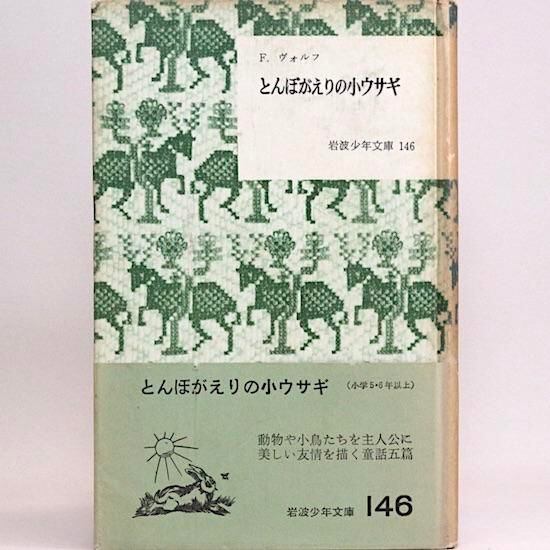 F. ヴォルフ
とんぼがえりの小ウサギ
岩波少年文庫 146
とんぼがえりの小ウサギ (小学5・6年以上)
動物や小鳥たちを主人公に
美しい友情を描く童話五篇
岩波少年文庫 146